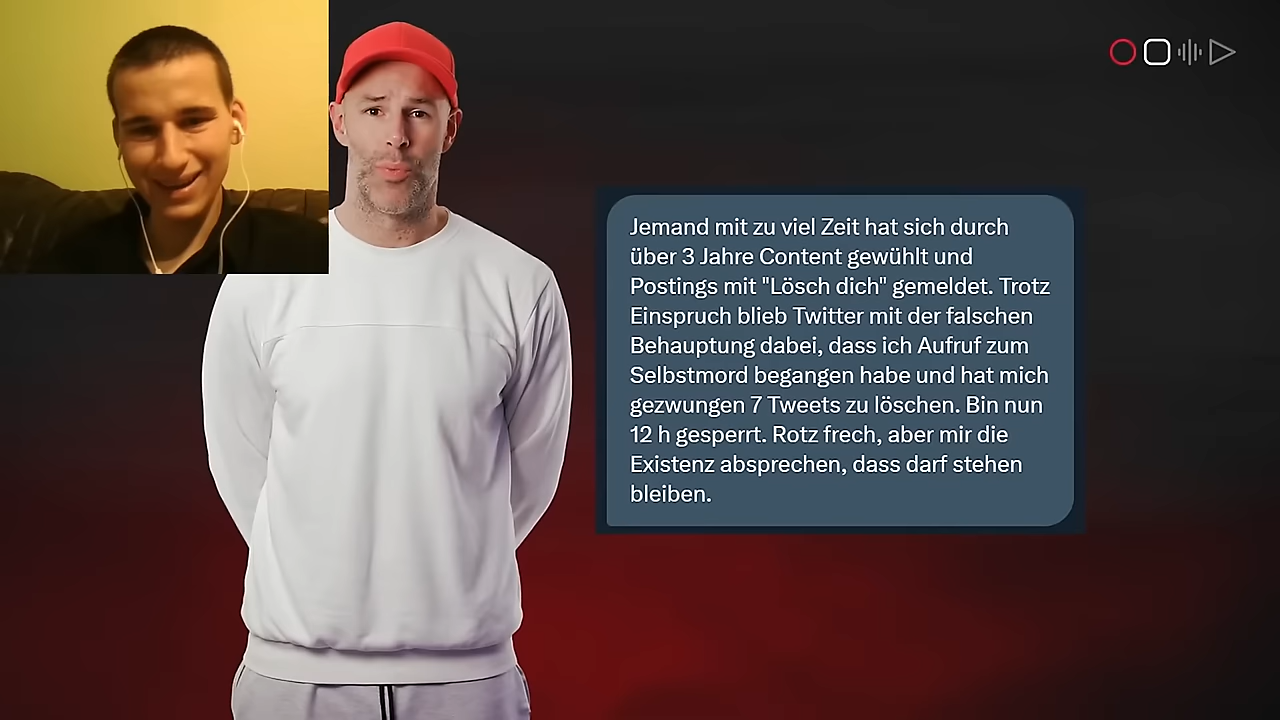 Jemand mit zu viel Zeit hat sich durch
über 3 Jahre Content gewühlt und
Postings mit "Lösch dich" gemeldet. Trotz
Einspruch blieb Twitter mit der falschen
Behauptung dabei, dass ich Aufruf zum
Selbstmord begangen habe und hat mich
gezwungen 7 Tweets zu löschen. Bin nun
12 h gesperrt. Rotz frech, aber mir die
Existenz absprechen, dass darf stehen
bleiben.